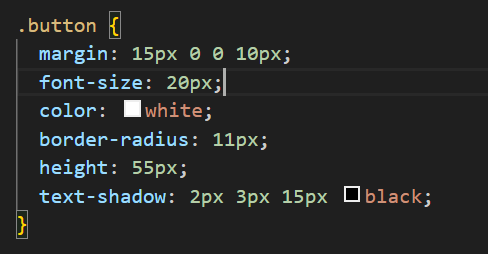 .button {
margin: 15px 0 0 10px;
font-size: 20px;
color: white;
border-radius: 11px;
height: 55px;
text-shadow: 2px 3px 15px black;
}